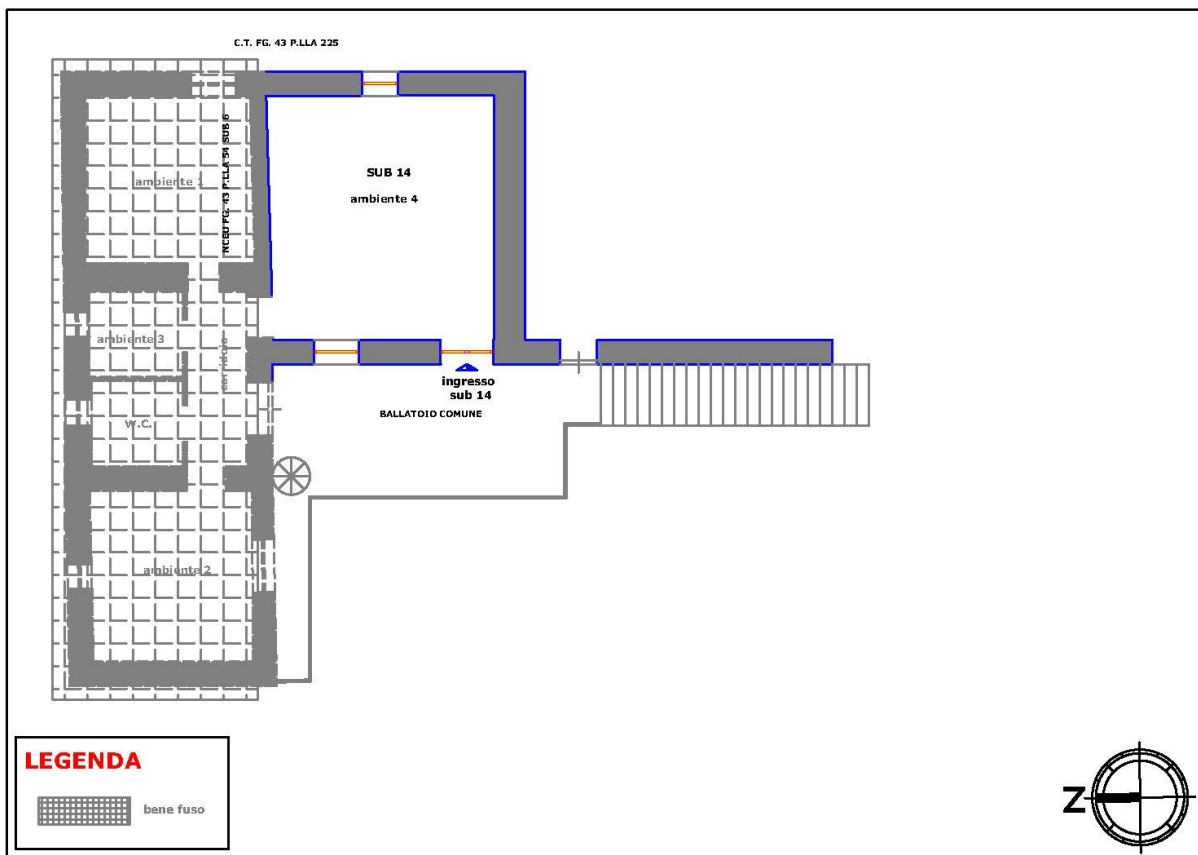 C.T. FG. 43 P.LLA 225
NCEU FG. 43 P.LLA 54 SUB 6
ambiente 1
SUB 14
ambiente 4
ambiente 3
corridoio
W.C.
ingresso
sub 14
BALLATOIO COMUNE
ambiente 2
LEGENDA
bene fuso
N